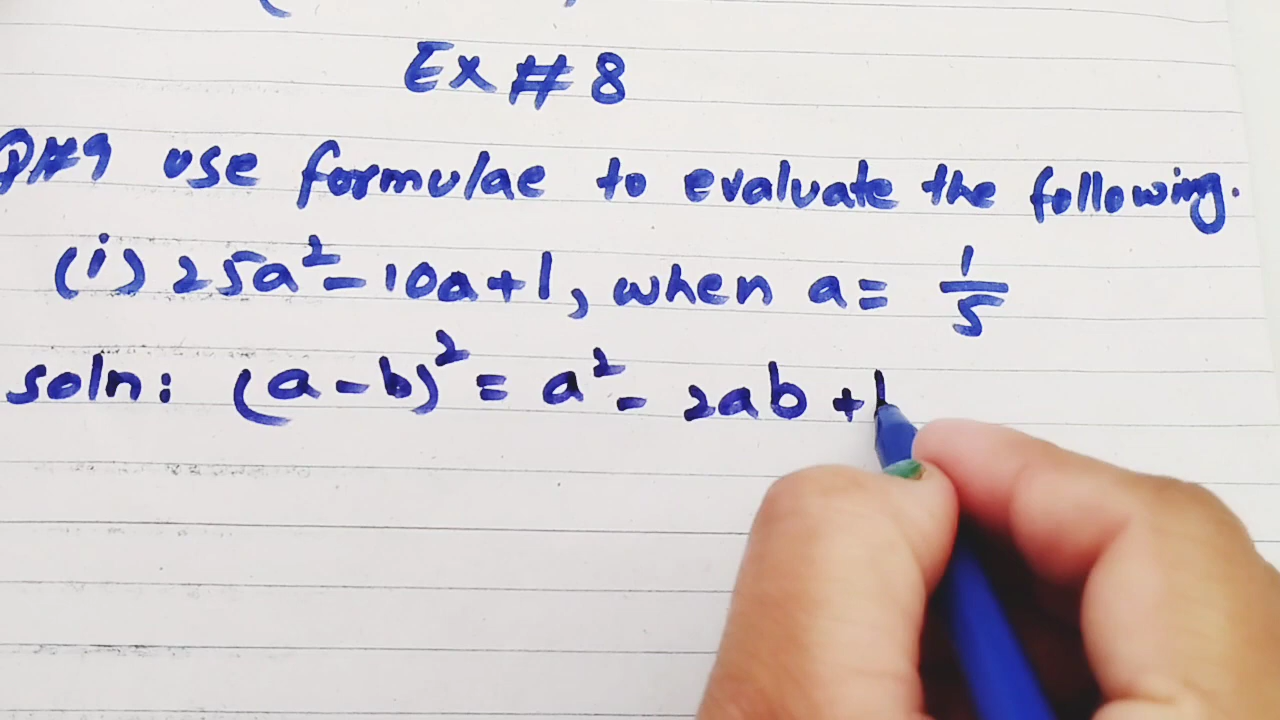 Ex # 8
Q#9 use formulae to evaluate the following.
(i) 25a² - 10a + 1, when a = 1/5
soln: (a - b)² = a² - 2ab +